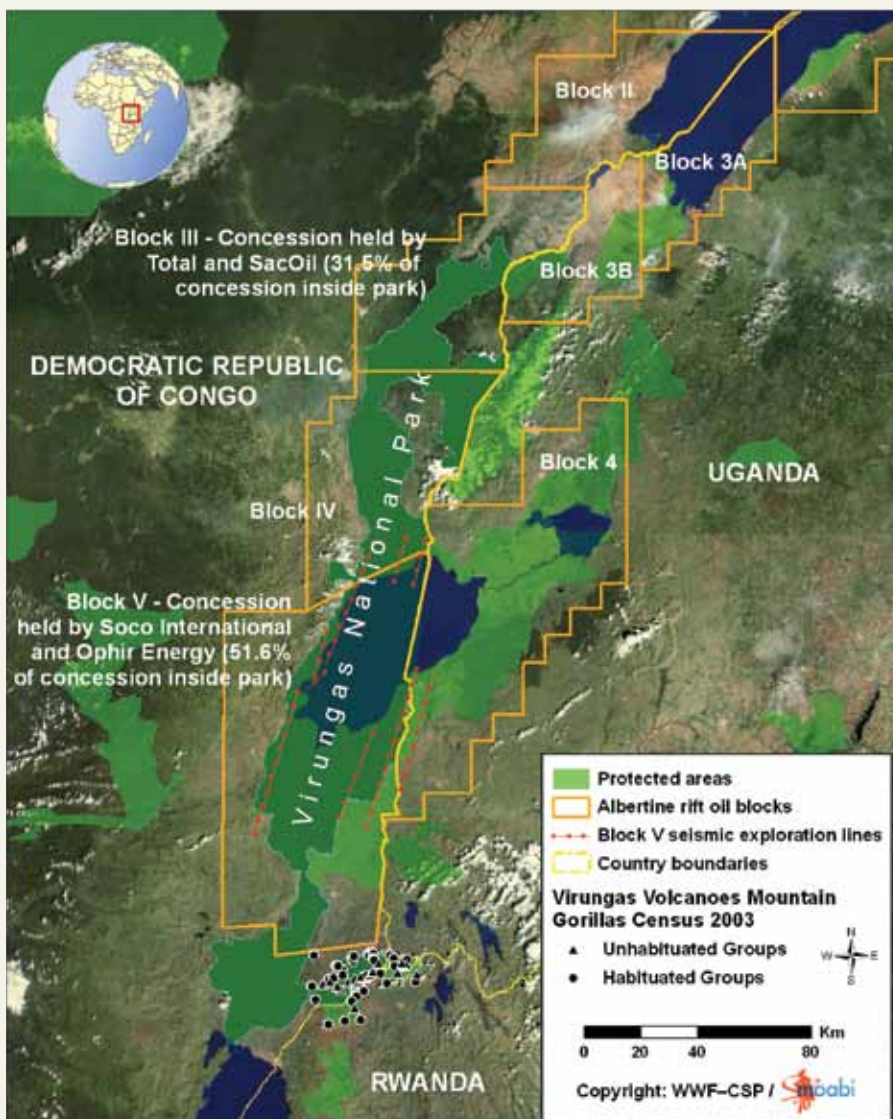 Block II
Block 3A
Block III - Concession held by
Total and SacOil (31.5% of
concession inside park)
Block 3B
DEMOCRATIC REPUBLIC
OF CONGO
Virungas National Park
Block 4
UGANDA
Block IV
Block V - Concession
held by Soco International
and Ophir Energy (51.6%
of concession inside park)
Protected areas
Albertine rift oil blocks
Block V seismic exploration lines
Country boundaries
Virungas Volcanoes Mountain
Gorillas Census 2003
Unhabituated Groups
Habituated Groups
N
W E
S
Km
0 20 40 80
Copyright: WWF–CSP / moabi
RWANDA